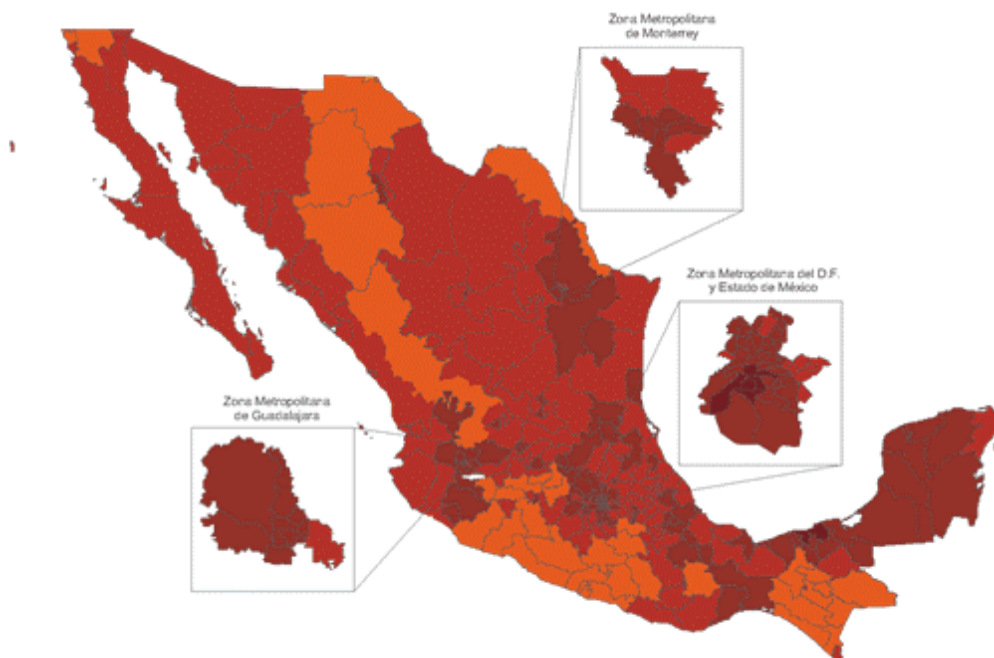 Zona Metropolitana
de Monterrey
Zona Metropolitana del D.F.
y Estado de México
Zona Metropolitana
de Guadalajara